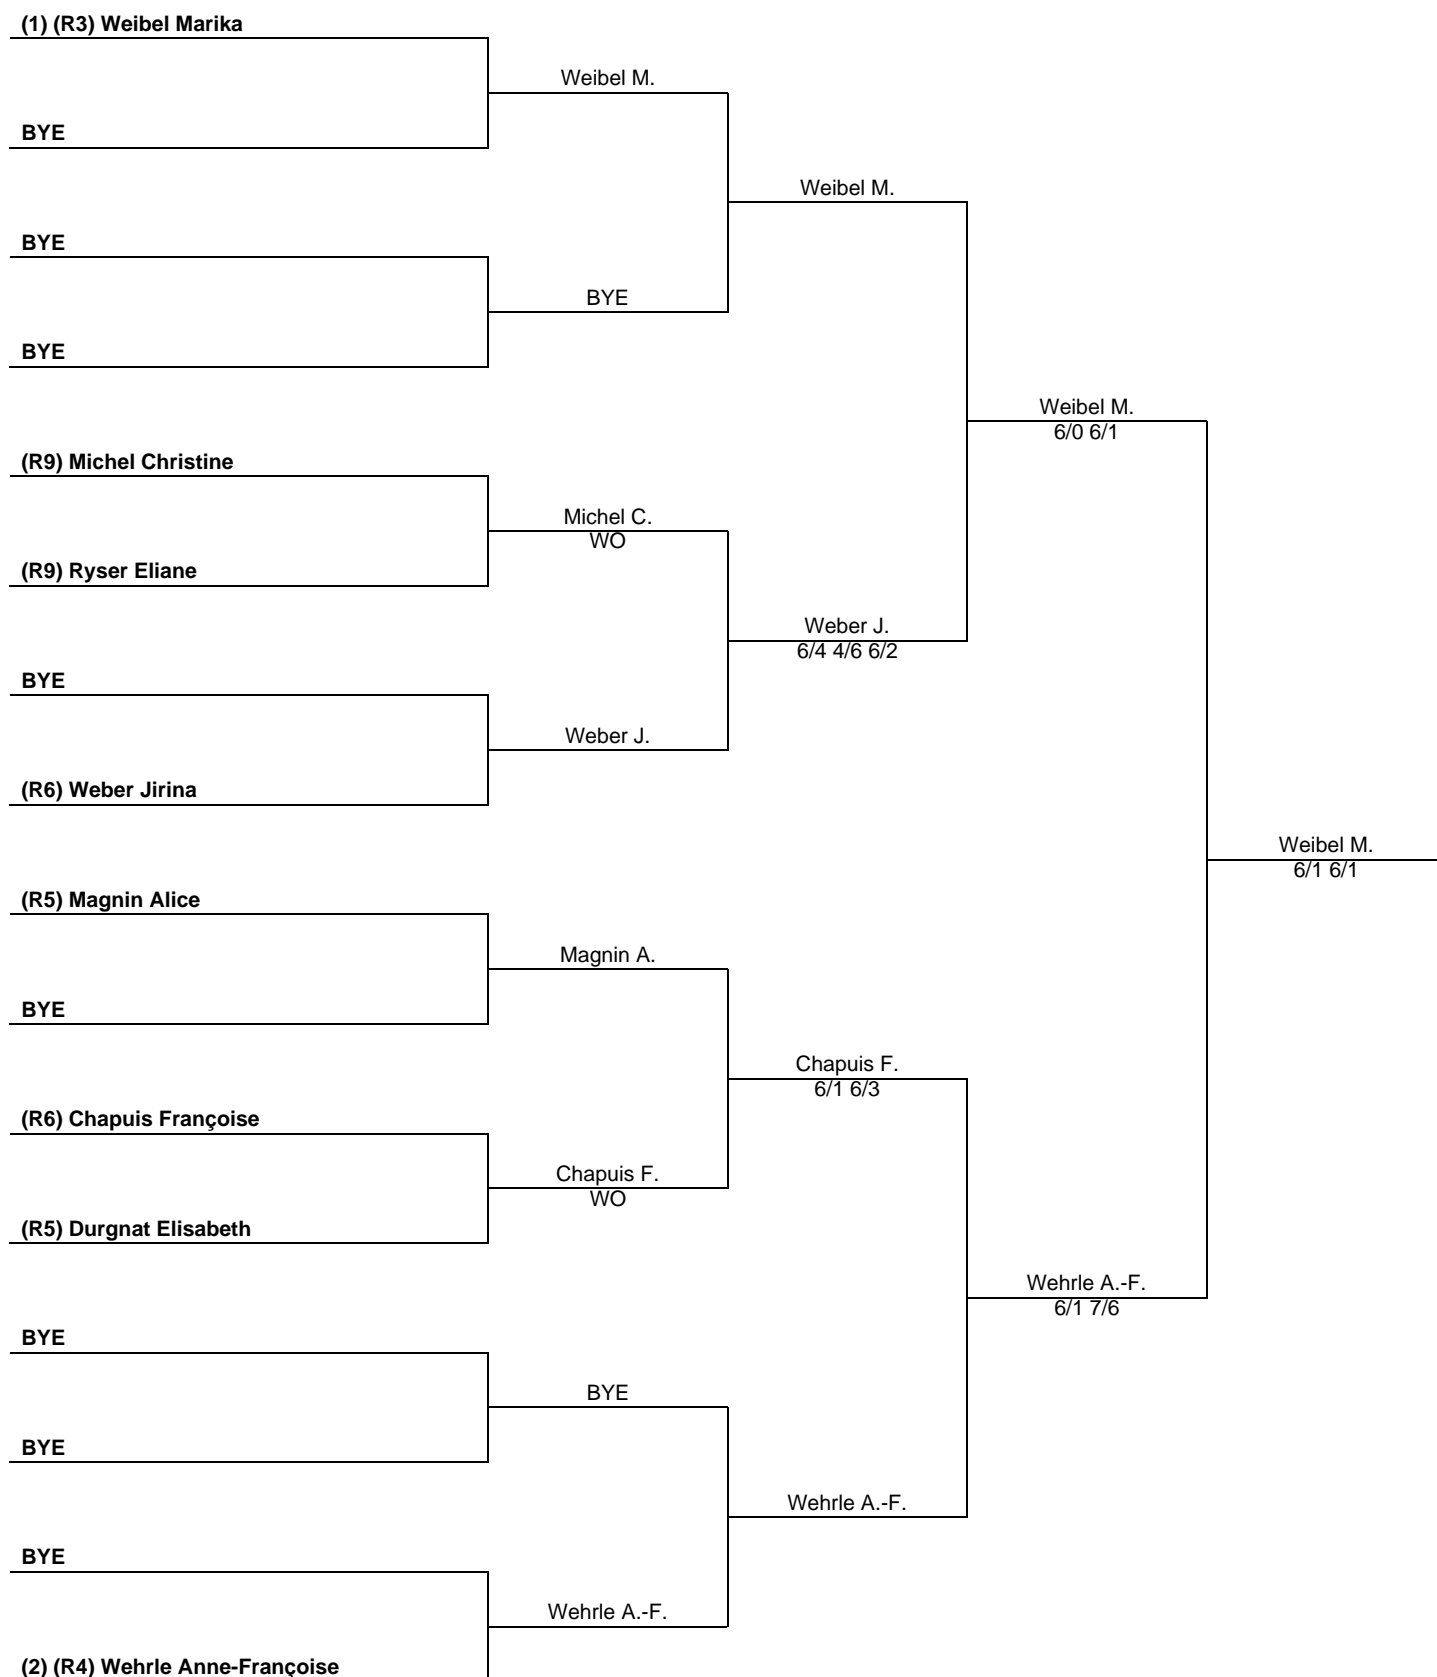 (1) (R3) Weibel Marika
Weibel M.
BYE
Weibel M.
BYE
BYE
BYE
Weibel M.
6/0 6/1
(R9) Michel Christine
Michel C.
WO
(R9) Ryser Eliane
Weber J.
6/4 4/6 6/2
BYE
Weber J.
(R6) Weber Jirina
Weibel M.
6/1 6/1
(R5) Magnin Alice
Magnin A.
BYE
Chapuis F.
6/1 6/3
(R6) Chapuis Françoise
Chapuis F.
WO
(R5) Durgnat Elisabeth
Wehrle A.-F.
6/1 7/6
BYE
BYE
BYE
Wehrle A.-F.
BYE
Wehrle A.-F.
(2) (R4) Wehrle Anne-Françoise